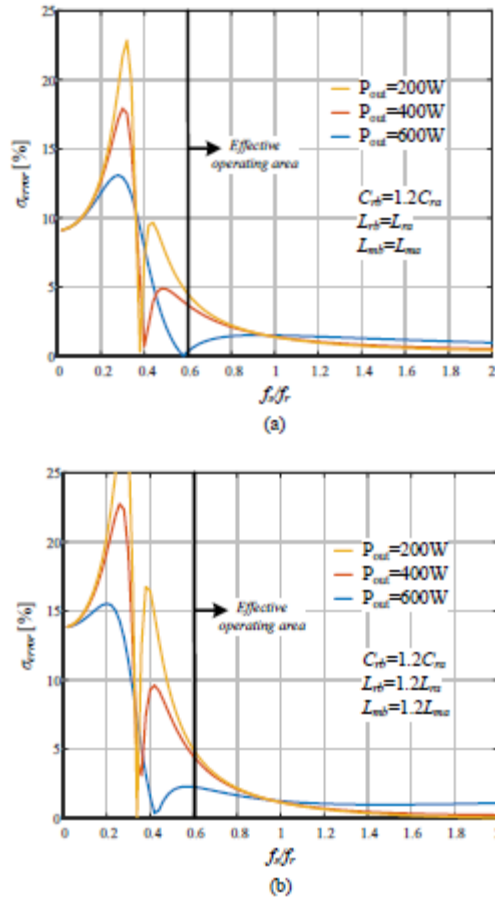 25
20
15
10
5
0
σerror [%]
Pout=200W
Pout=400W
Pout=600W
Effective
operating area
Crb=1.2Cra
Lrb=Lra
Lmb=Lma
0 0.2 0.4 0.6 0.8 1 1.2 1.4 1.6 1.8 2
fs/fr
(a)
25
20
15
10
5
0
σerror [%]
Pout=200W
Pout=400W
Pout=600W
Effective
operating area
Crb=1.2Cra
Lrb=1.2Lra
Lmb=1.2Lma
0 0.2 0.4 0.6 0.8 1 1.2 1.4 1.6 1.8
fs/fr
(b)